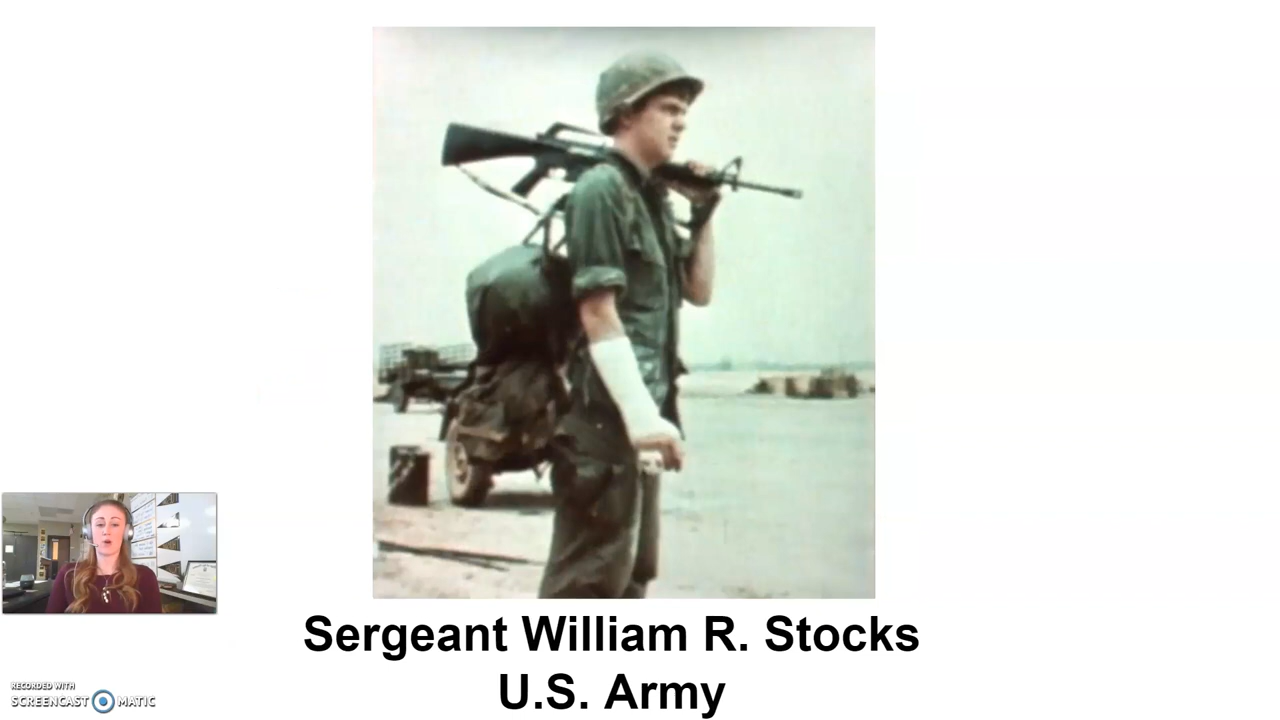 Sergeant William R. Stocks
U.S. Army
RECORDED WITH
SCREENCAST MATIC